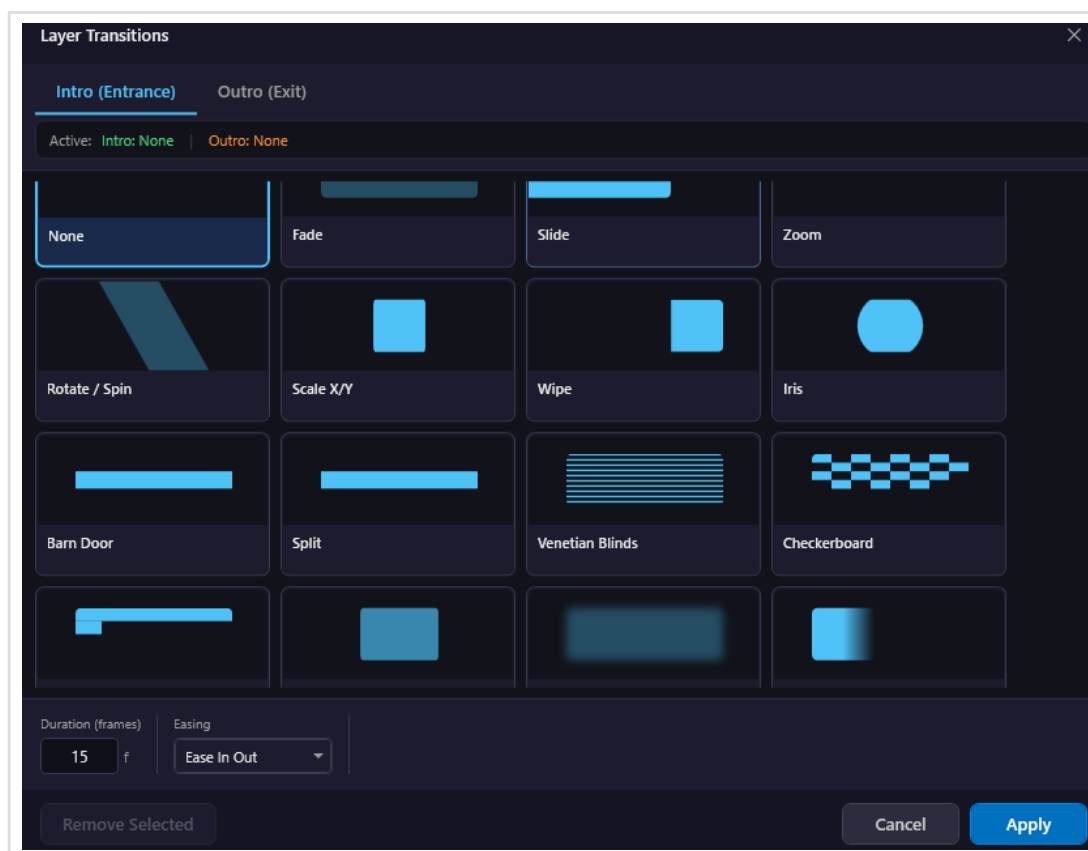 Layer Transitions
Intro (Entrance) Outro (Exit)
Active: Intro: None | Outro: None
None Fade Slide Zoom
Rotate / Spin Scale X/Y Wipe Iris
Barn Door Split Venetian Blinds Checkerboard
Duration (frames) Easing
15 f Ease In Out
Remove Selected Cancel Apply